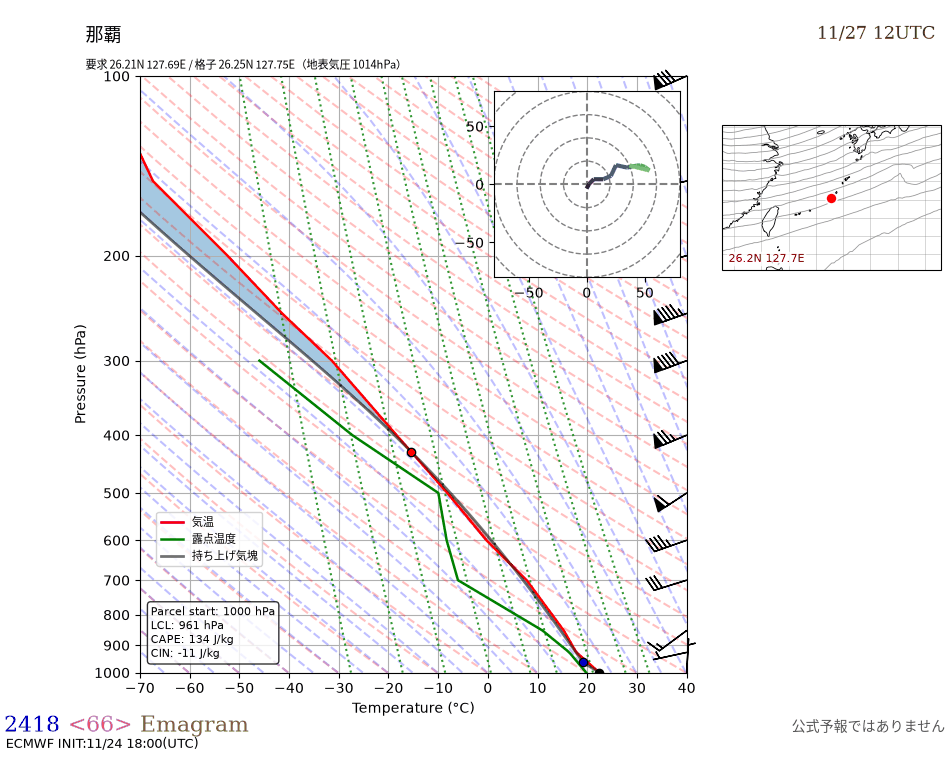 那覇
11/27 12UTC
要求 26.21N 127.69E / 格子 26.25N 127.75E（地表気圧 1014hPa）
100
200
300
400
500
600
700
800
900
1000
Pressure (hPa)
50
0
−50
−50 0 50
26.2N 127.7E
気温
露点温度
持ち上げ気塊
Parcel start: 1000 hPa
LCL: 961 hPa
CAPE: 134 J/kg
CIN: -11 J/kg
−70 −60 −50 −40 −30 −20 −10 0 10 20 30 40
Temperature (°C)
2418 <66> Emagram
公式予報ではありません
ECMWF INIT:11/24 18:00(UTC)